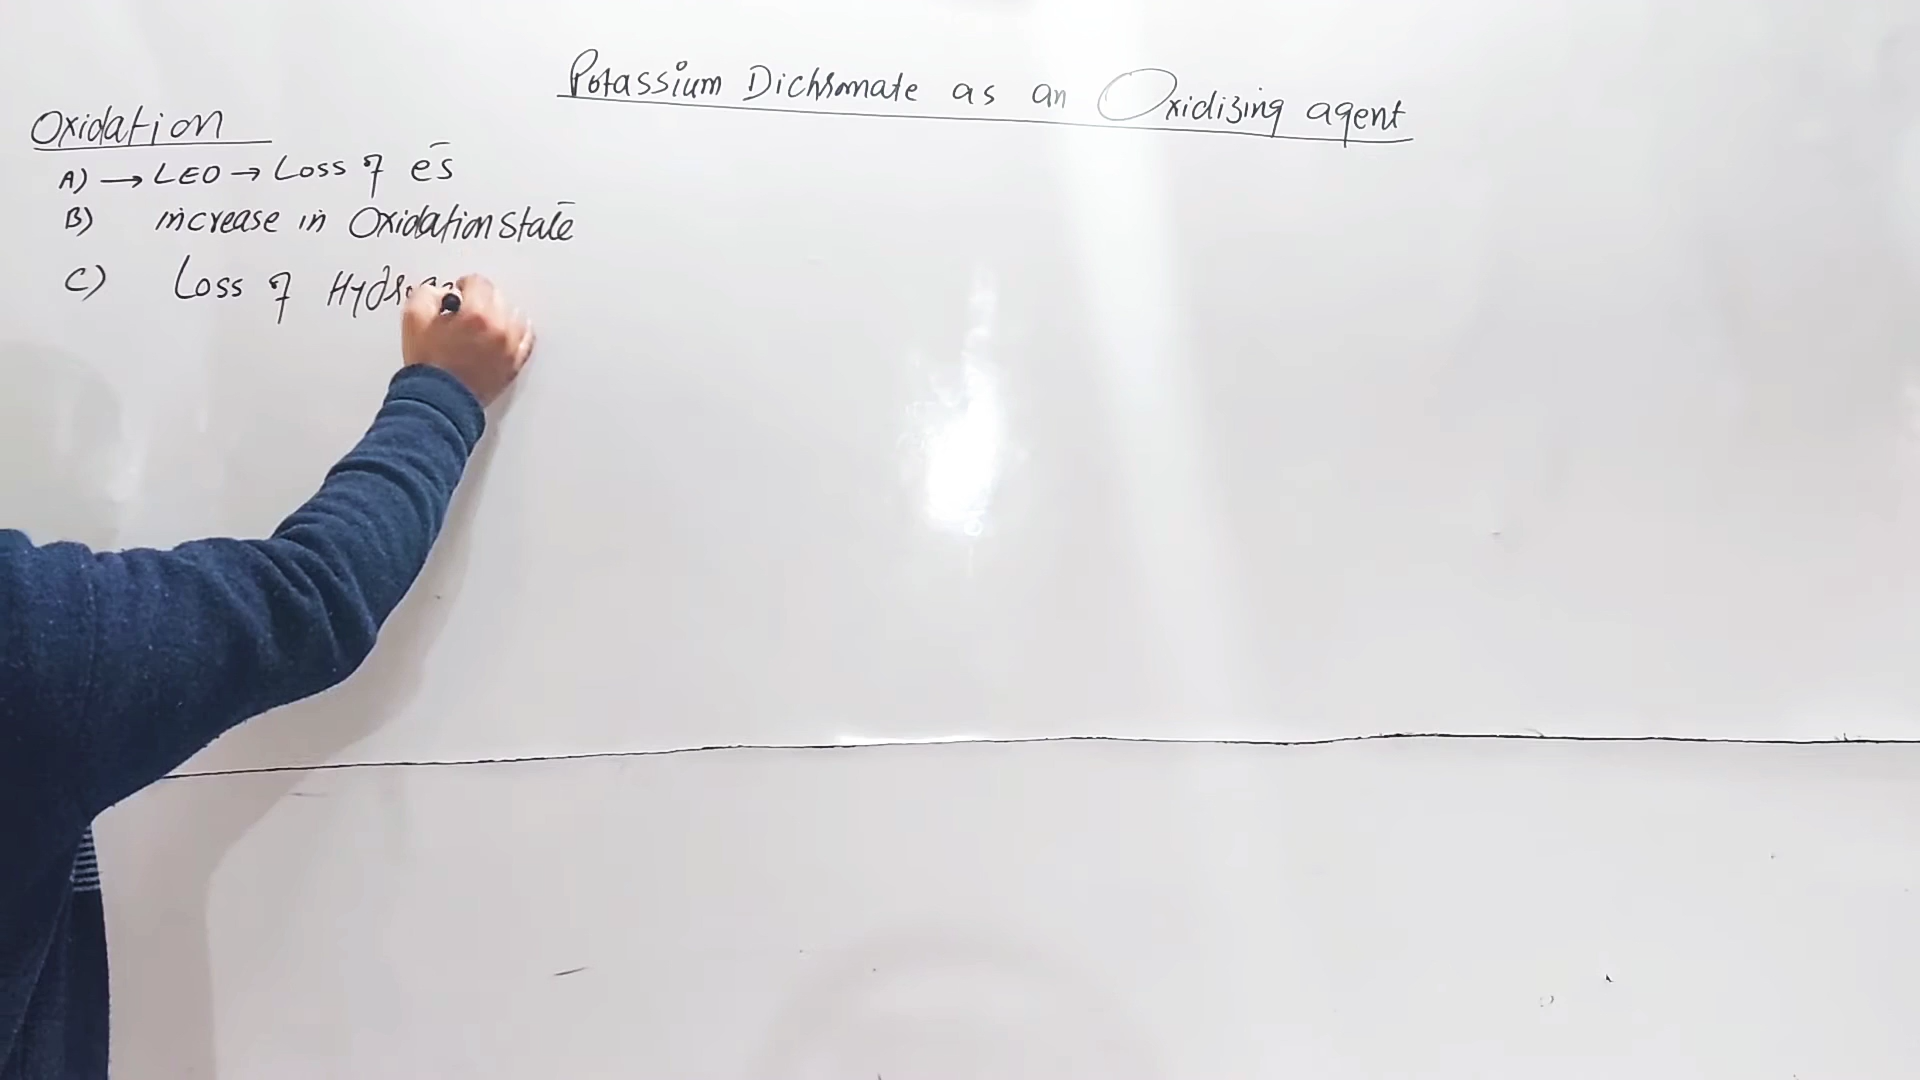 Potassium Dichromate as an Oxidizing agent
Oxidation
A) → LEO → Loss of e̅s
B) increase in Oxidation state
C) Loss of